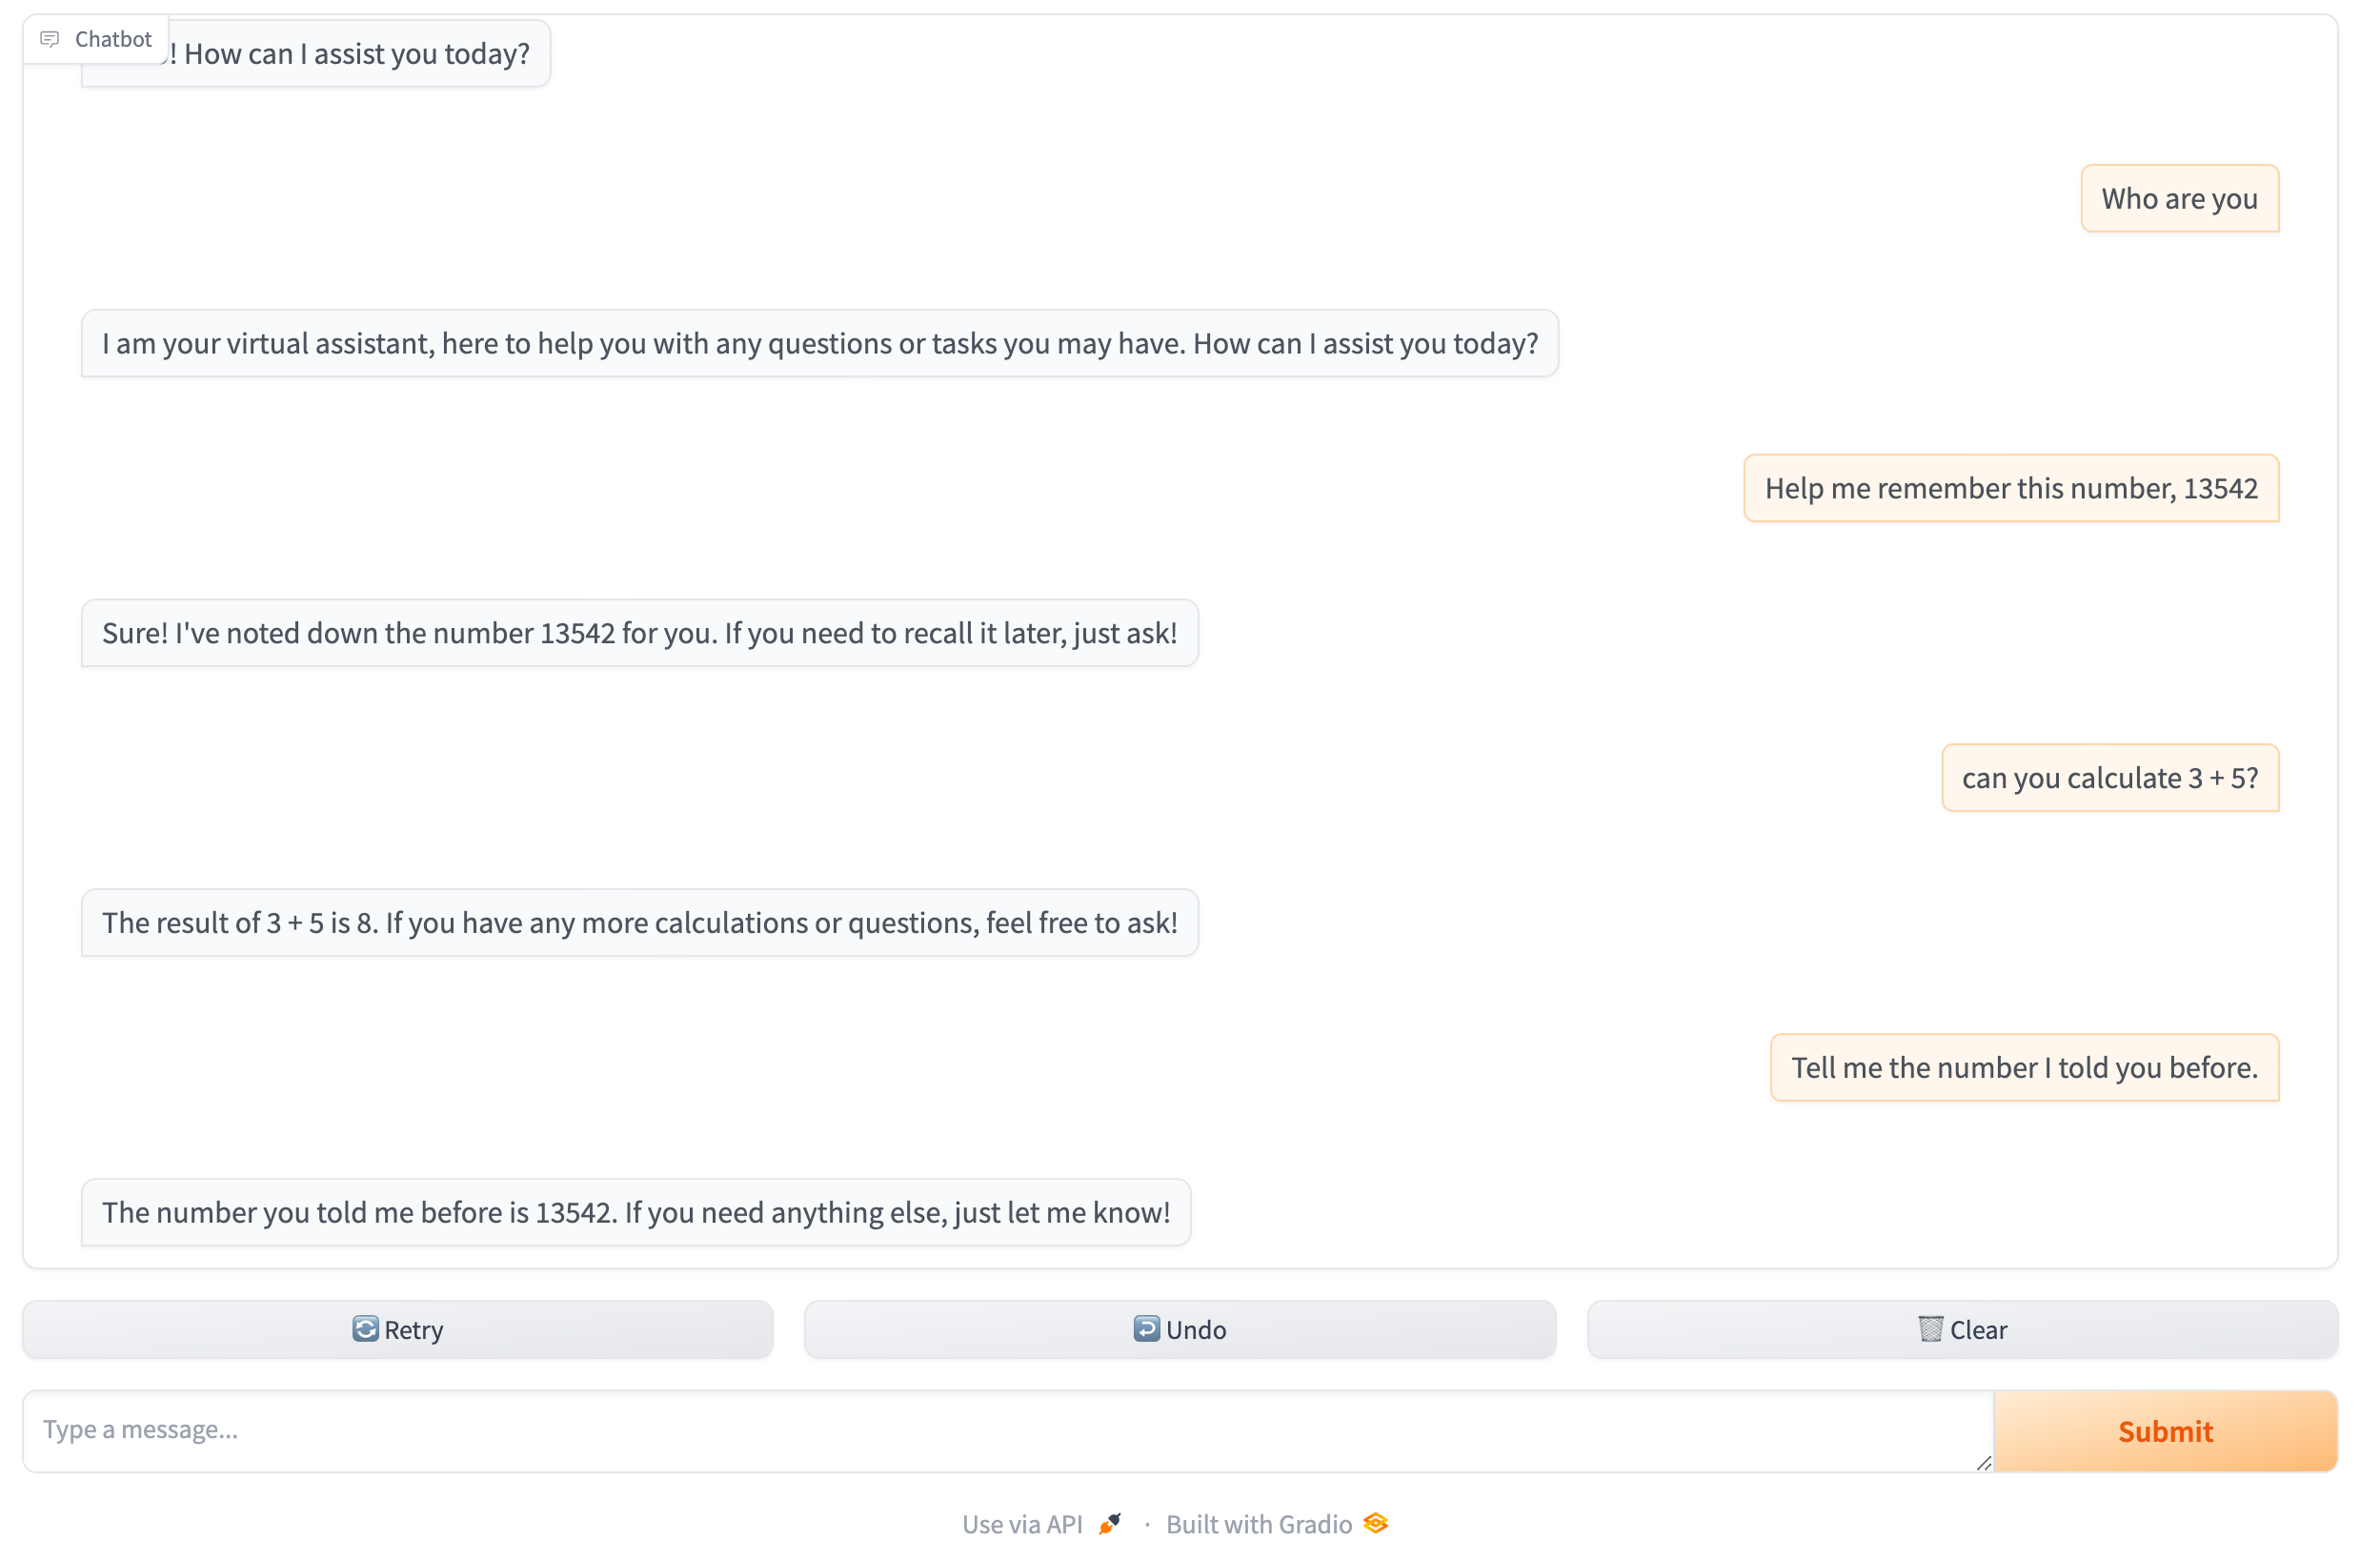 Chatbot
! How can I assist you today?
Who are you
I am your virtual assistant, here to help you with any questions or tasks you may have. How can I assist you today?
Help me remember this number, 13542
Sure! I've noted down the number 13542 for you. If you need to recall it later, just ask!
can you calculate 3 + 5?
The result of 3 + 5 is 8. If you have any more calculations or questions, feel free to ask!
Tell me the number I told you before.
The number you told me before is 13542. If you need anything else, just let me know!
Retry
Undo
Clear
Type a message...
Submit
Use via API · Built with Gradio